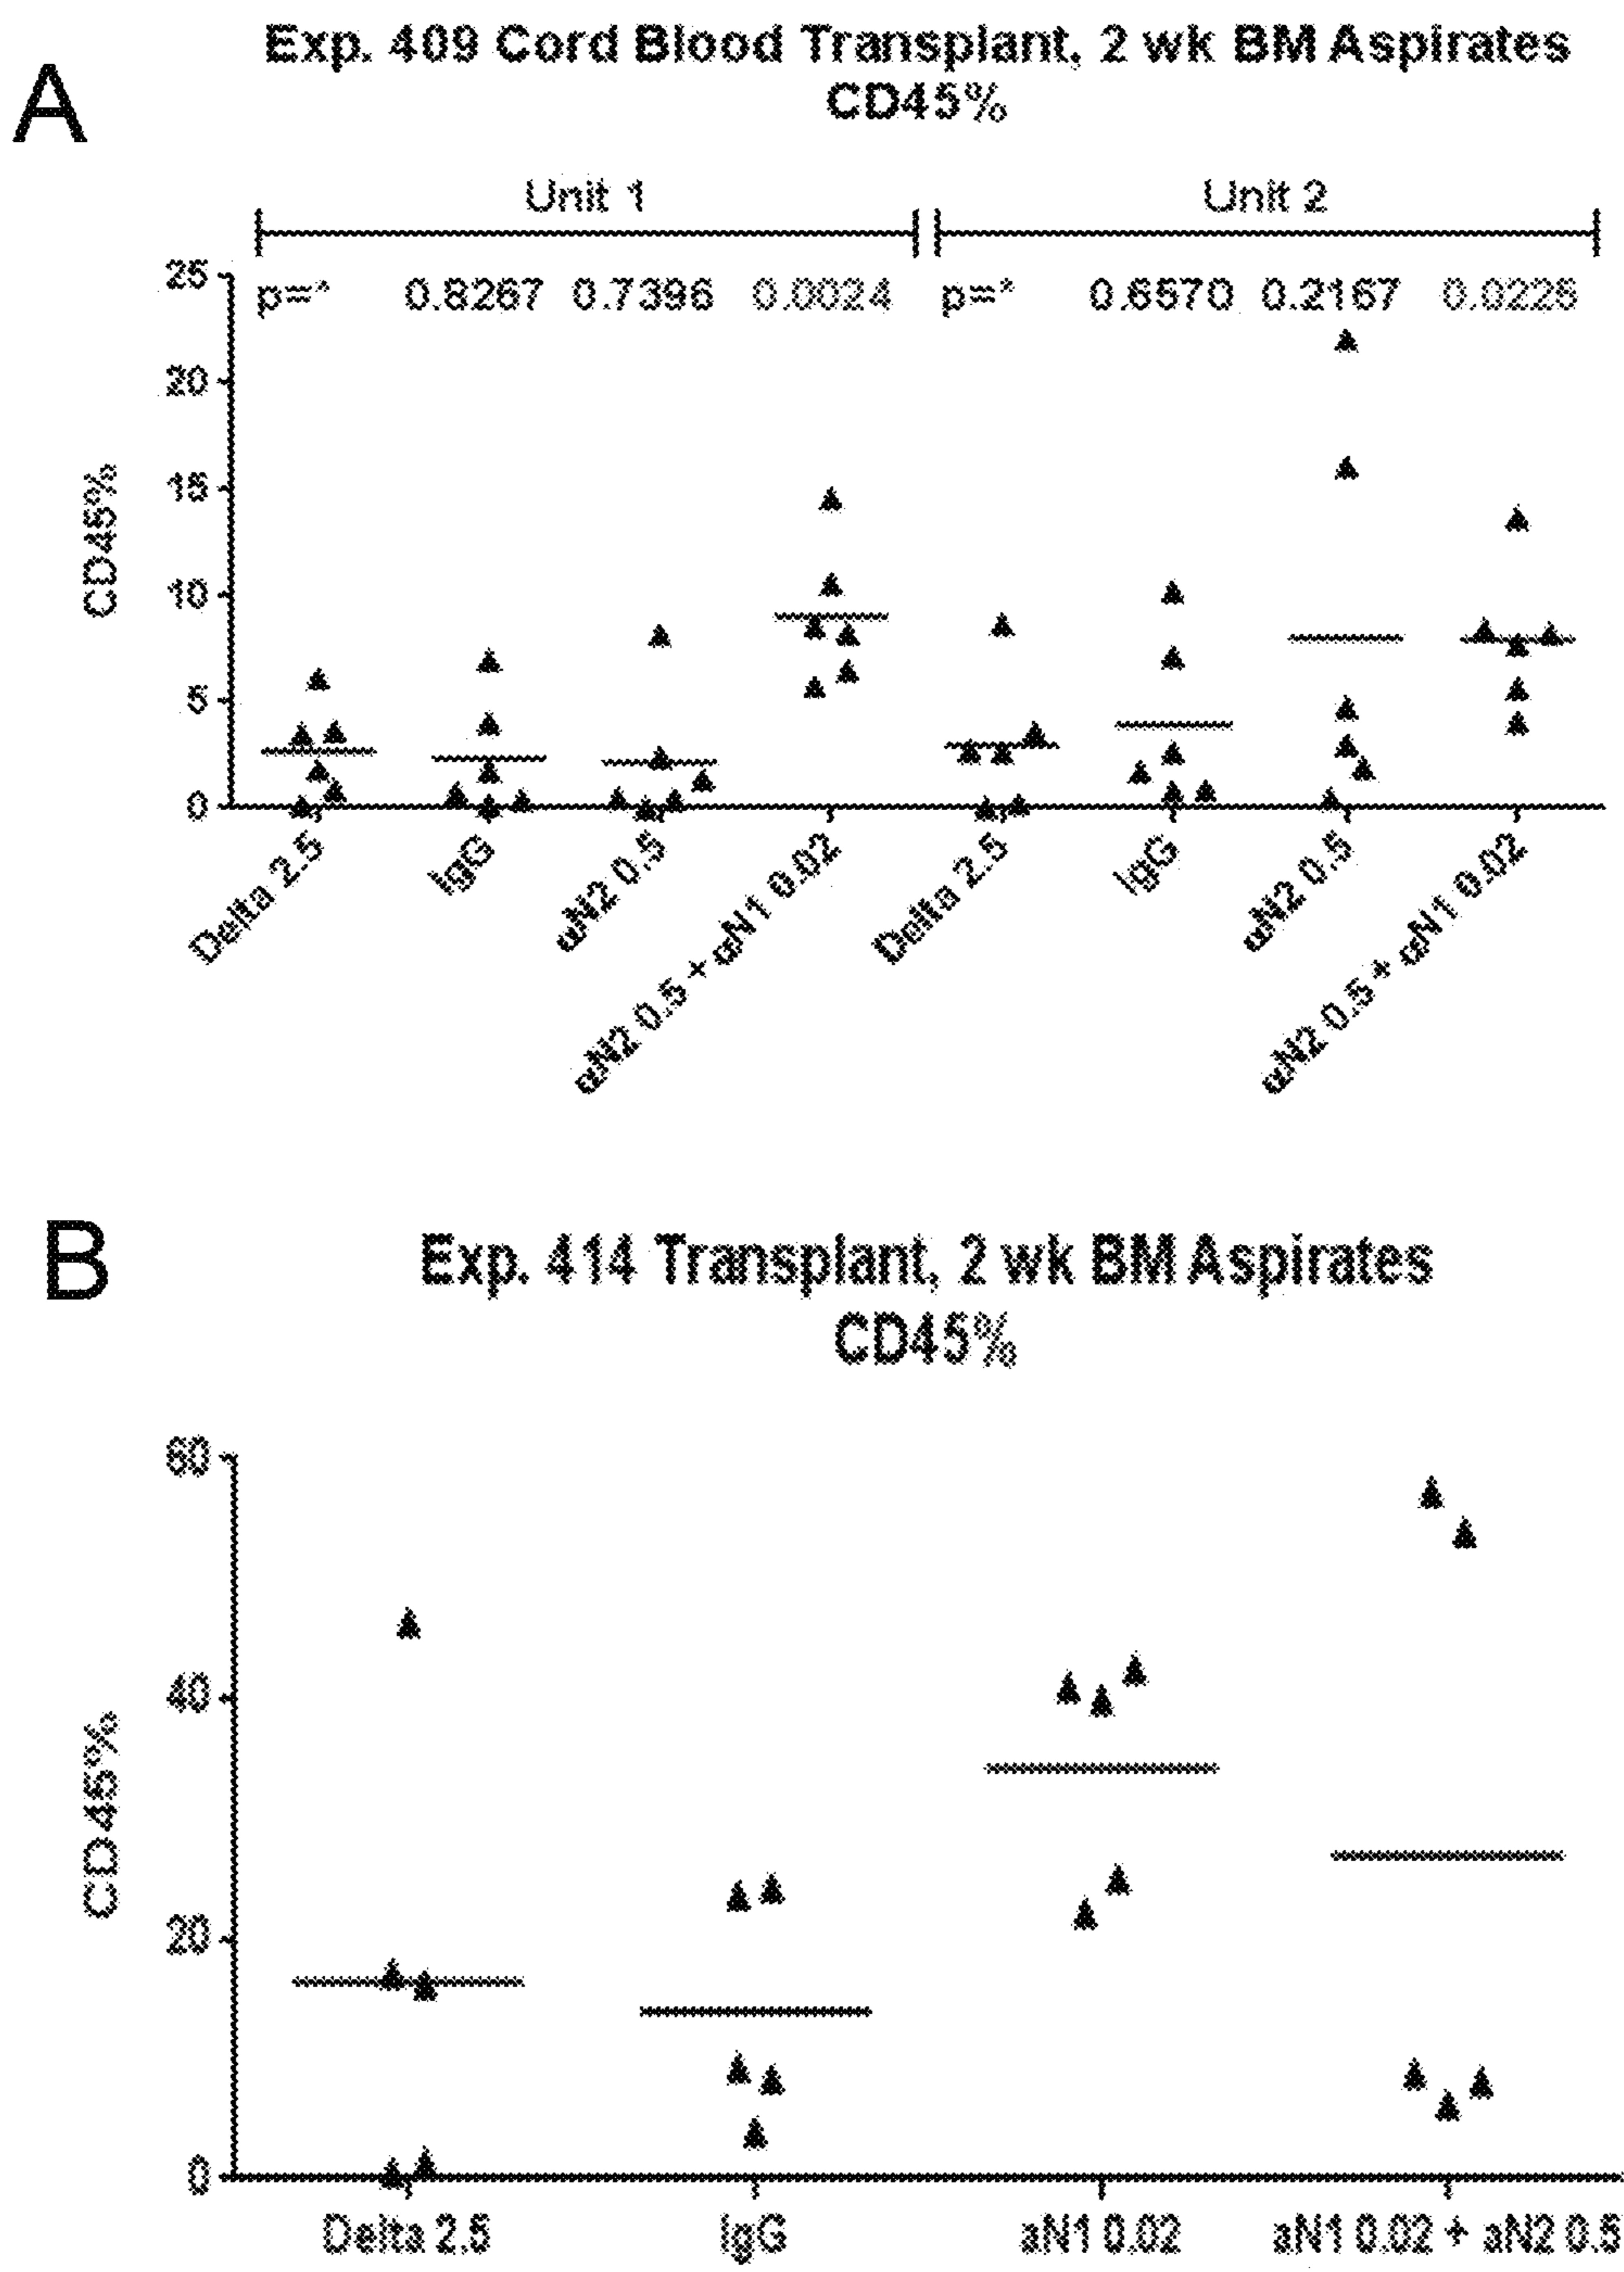 A
Exp. 409 Cord Blood Transplant, 2 wk BM Aspirates
CD45%
Unit 1 Unit 2
p=* 0.8267 0.7396 0.0024 p=* 0.6570 0.2167 0.0225
25
20
15
10
5
0
CD45%
Delta 2.5
IgG
αN2 0.5
αN2 0.5 + αN1 0.02
Delta 2.5
IgG
αN2 0.5
αN2 0.5 + αN1 0.02
B
Exp. 414 Transplant, 2 wk BM Aspirates
CD45%
60
40
20
0
CD45%
Delta 2.5 IgG aN1 0.02 aN1 0.02 + aN2 0.5